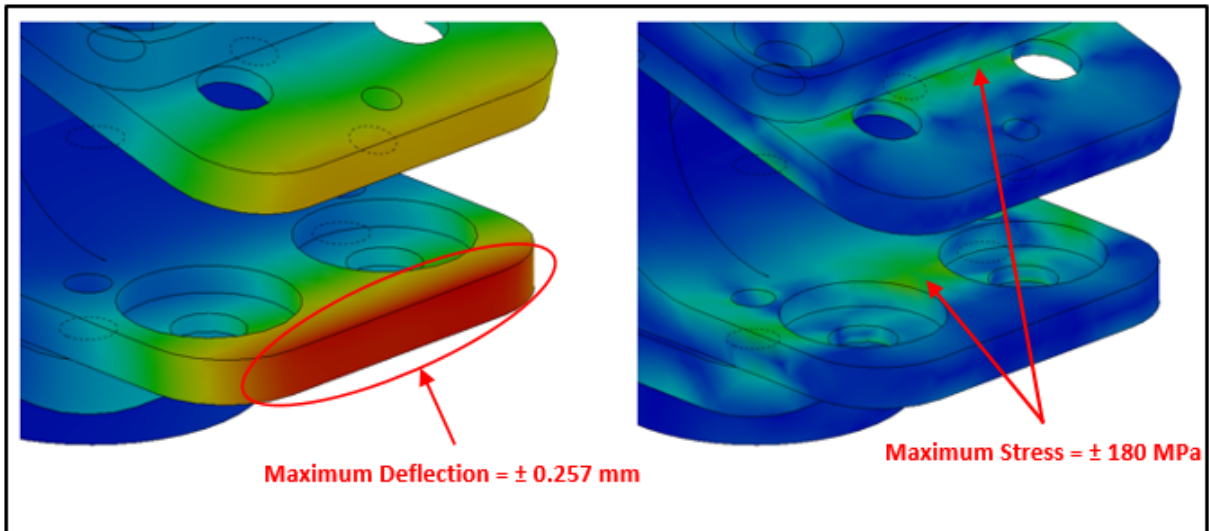 Maximum Deflection = ± 0.257 mm
Maximum Stress = ± 180 MPa